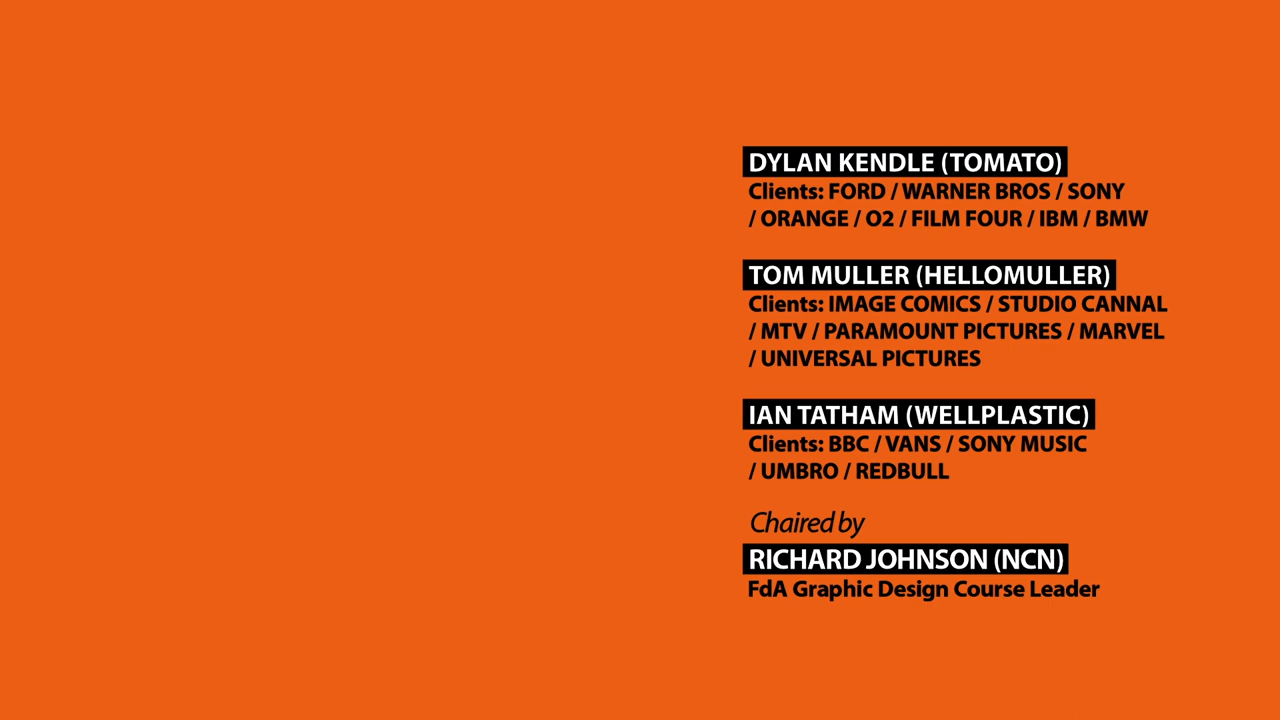 DYLAN KENDLE (TOMATO)
Clients: FORD / WARNER BROS / SONY
/ ORANGE / O2 / FILM FOUR / IBM / BMW
TOM MULLER (HELLOMULLER)
Clients: IMAGE COMICS / STUDIO CANNAL
/ MTV / PARAMOUNT PICTURES / MARVEL
/ UNIVERSAL PICTURES
IAN TATHAM (WELLPLASTIC)
Clients: BBC / VANS / SONY MUSIC
/ UMBRO / REDBULL
Chaired by
RICHARD JOHNSON (NCN)
FdA Graphic Design Course Leader